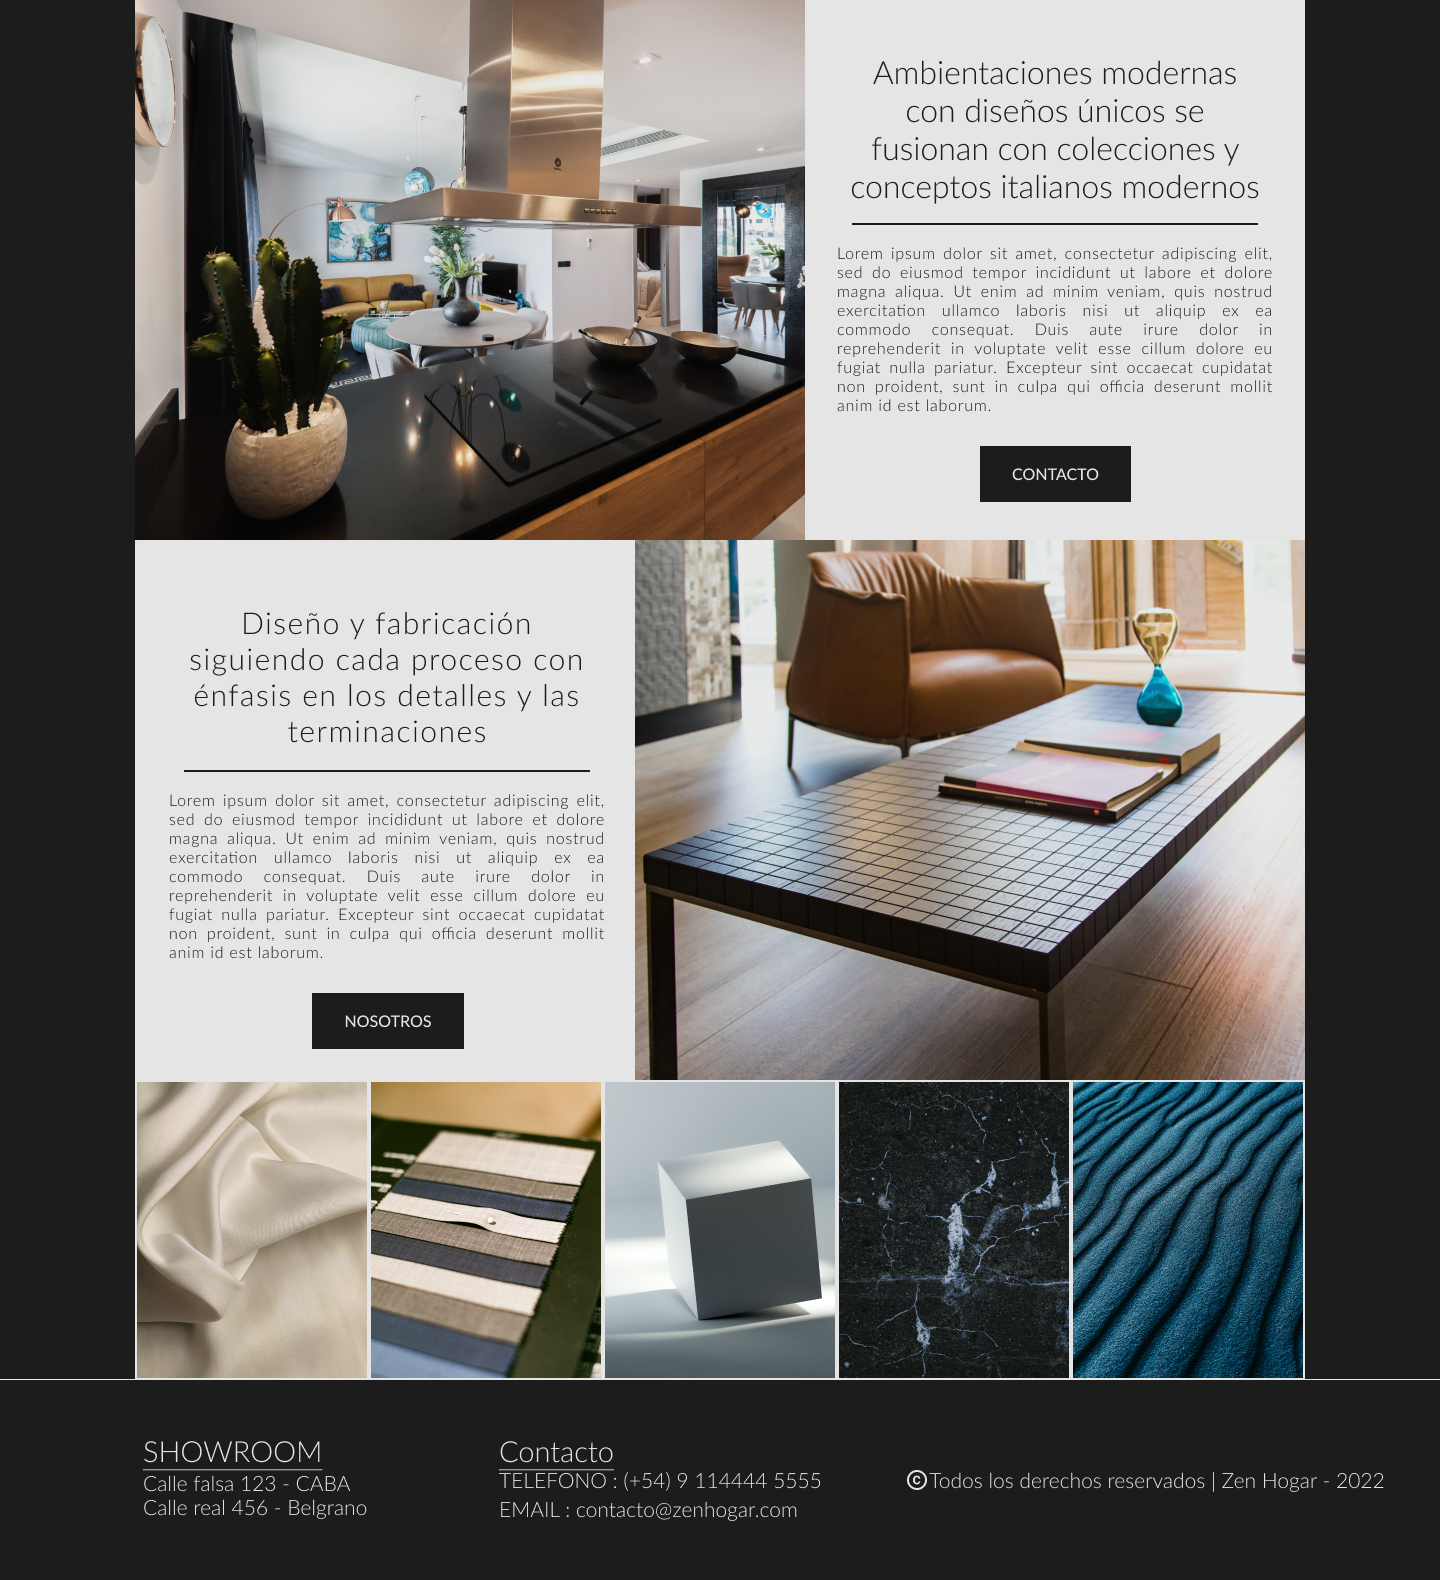 Ambientaciones modernas
con diseños únicos se
fusionan con colecciones y
conceptos italianos modernos
Lorem ipsum dolor sit amet, consectetur adipiscing elit,
sed do eiusmod tempor incididunt ut labore et dolore
magna aliqua. Ut enim ad minim veniam, quis nostrud
exercitation ullamco laboris nisi ut aliquip ex ea
commodo consequat. Duis aute irure dolor in
reprehenderit in voluptate velit esse cillum dolore eu
fugiat nulla pariatur. Excepteur sint occaecat cupidatat
non proident, sunt in culpa qui officia deserunt mollit
anim id est laborum.
CONTACTO
Diseño y fabricación
siguiendo cada proceso con
énfasis en los detalles y las
terminaciones
Lorem ipsum dolor sit amet, consectetur adipiscing elit,
sed do eiusmod tempor incididunt ut labore et dolore
magna aliqua. Ut enim ad minim veniam, quis nostrud
exercitation ullamco laboris nisi ut aliquip ex ea
commodo consequat. Duis aute irure dolor in
reprehenderit in voluptate velit esse cillum dolore eu
fugiat nulla pariatur. Excepteur sint occaecat cupidatat
non proident, sunt in culpa qui officia deserunt mollit
anim id est laborum.
NOSOTROS
SHOWROOM
Calle falsa 123 - CABA
Calle real 456 - Belgrano
Contacto
TELEFONO : (+54) 9 114444 5555
EMAIL : contacto@zenhogar.com
©Todos los derechos reservados | Zen Hogar - 2022